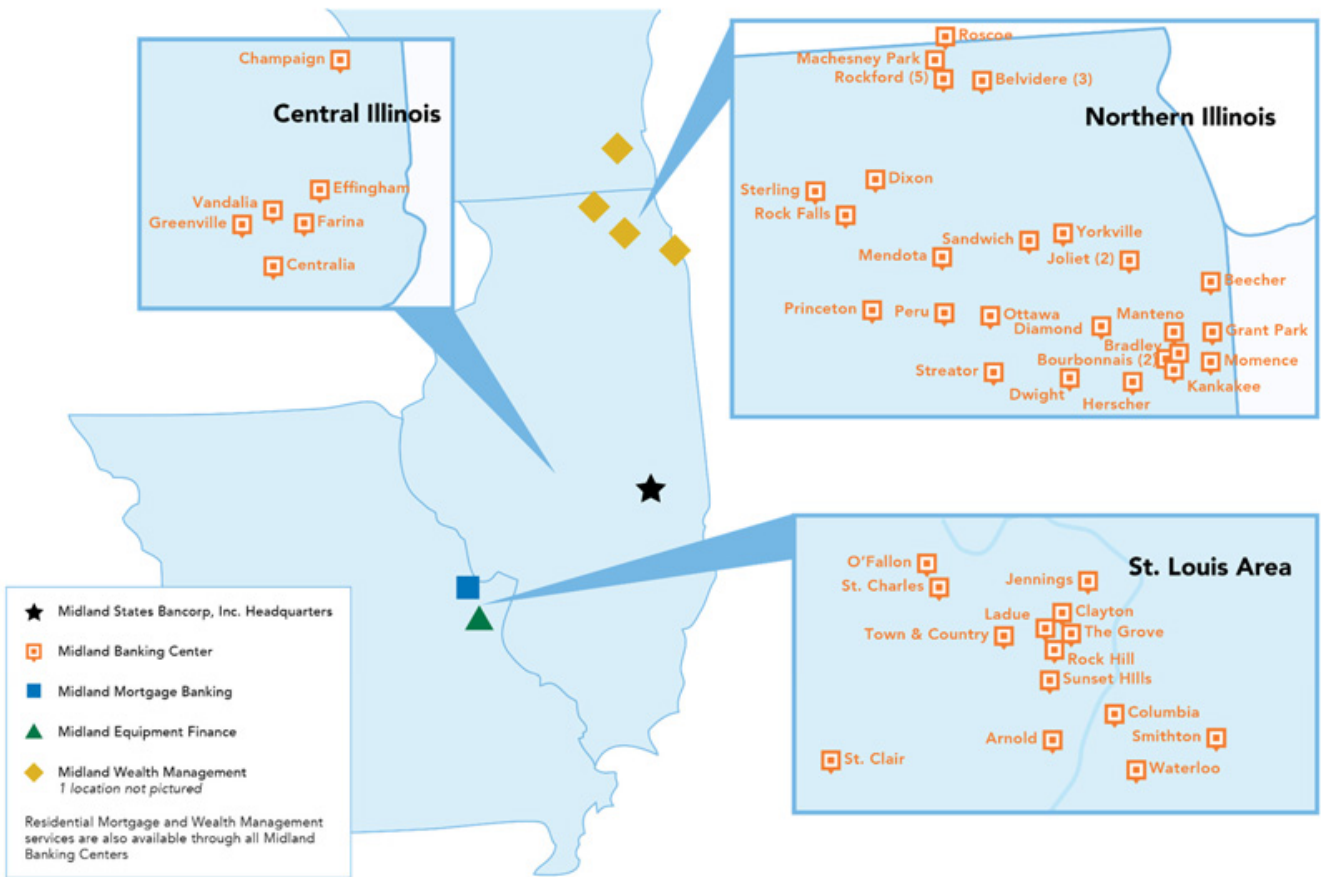 Central Illinois
Champaign
Effingham
Vandalia
Greenville
Farina
Centralia
Northern Illinois
Roscoe
Machesney Park
Rockford (5)
Belvidere (3)
Dixon
Sterling
Rock Falls
Yorkville
Sandwich
Mendota
Joliet (2)
Beecher
Princeton
Peru
Ottawa
Manteno
Diamond
Grant Park
Bradley
Bourbonnais (2)
Momence
Streator
Kankakee
Dwight
Herscher
St. Louis Area
O'Fallon
St. Charles
Jennings
Ladue
Clayton
Town & Country
The Grove
Rock Hill
Sunset HIlls
Columbia
Arnold
Smithton
St. Clair
Waterloo
Midland States Bancorp, Inc. Headquarters
Midland Banking Center
Midland Mortgage Banking
Midland Equipment Finance
Midland Wealth Management
1 location not pictured
Residential Mortgage and Wealth Management
services are also available through all Midland
Banking Centers